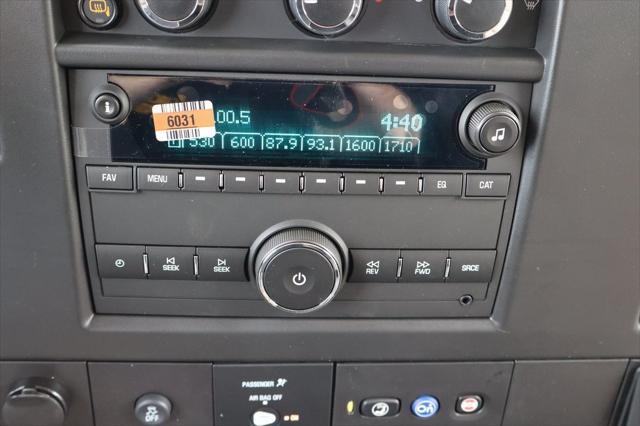 6031
00.5
4:40
530 600 87.9 93.1 1600 1710
FAV MENU EQ CAT
SEEK SEEK REV FWD SRCE
PASSENGER
AIR BAG OFF
OFF